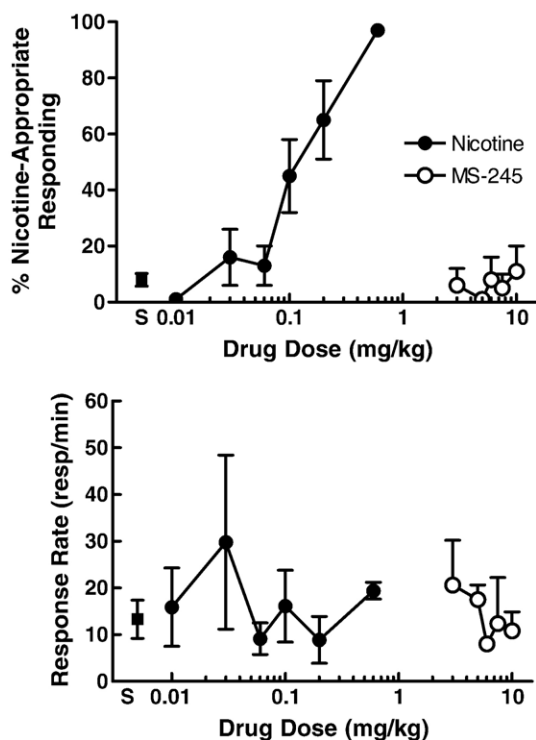 % Nicotine-Appropriate
Responding
100
80
60
40
20
0
Nicotine
MS-245
S 0.01 0.1 1 10
Drug Dose (mg/kg)
Response Rate (resp/min)
60
50
40
30
20
10
0
S 0.01 0.1 1 10
Drug Dose (mg/kg)